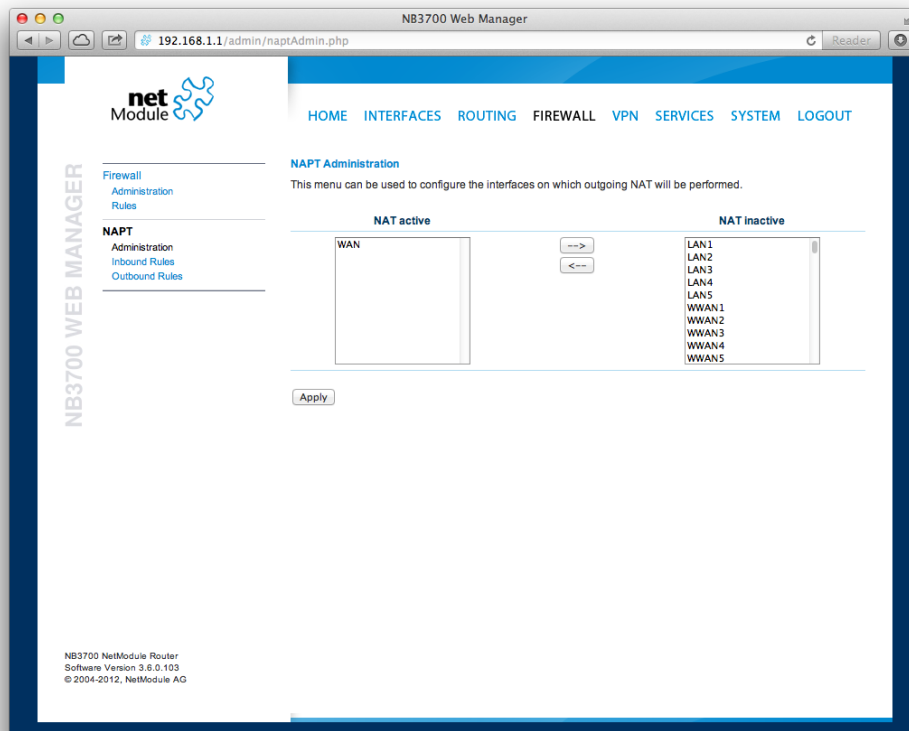 NB3700 Web Manager
192.168.1.1/admin/naptAdmin.php
Reader
net
Module
HOME INTERFACES ROUTING FIREWALL VPN SERVICES SYSTEM LOGOUT
NB3700 WEB MANAGER
Firewall
Administration
Rules
NAPT
Administration
Inbound Rules
Outbound Rules
NAPT Administration
This menu can be used to configure the interfaces on which outgoing NAT will be performed.
NAT active
WAN
-->
<--
NAT inactive
LAN1
LAN2
LAN3
LAN4
LAN5
WWAN1
WWAN2
WWAN3
WWAN4
WWAN5
Apply
NB3700 NetModule Router
Software Version 3.6.0.103
© 2004-2012, NetModule AG